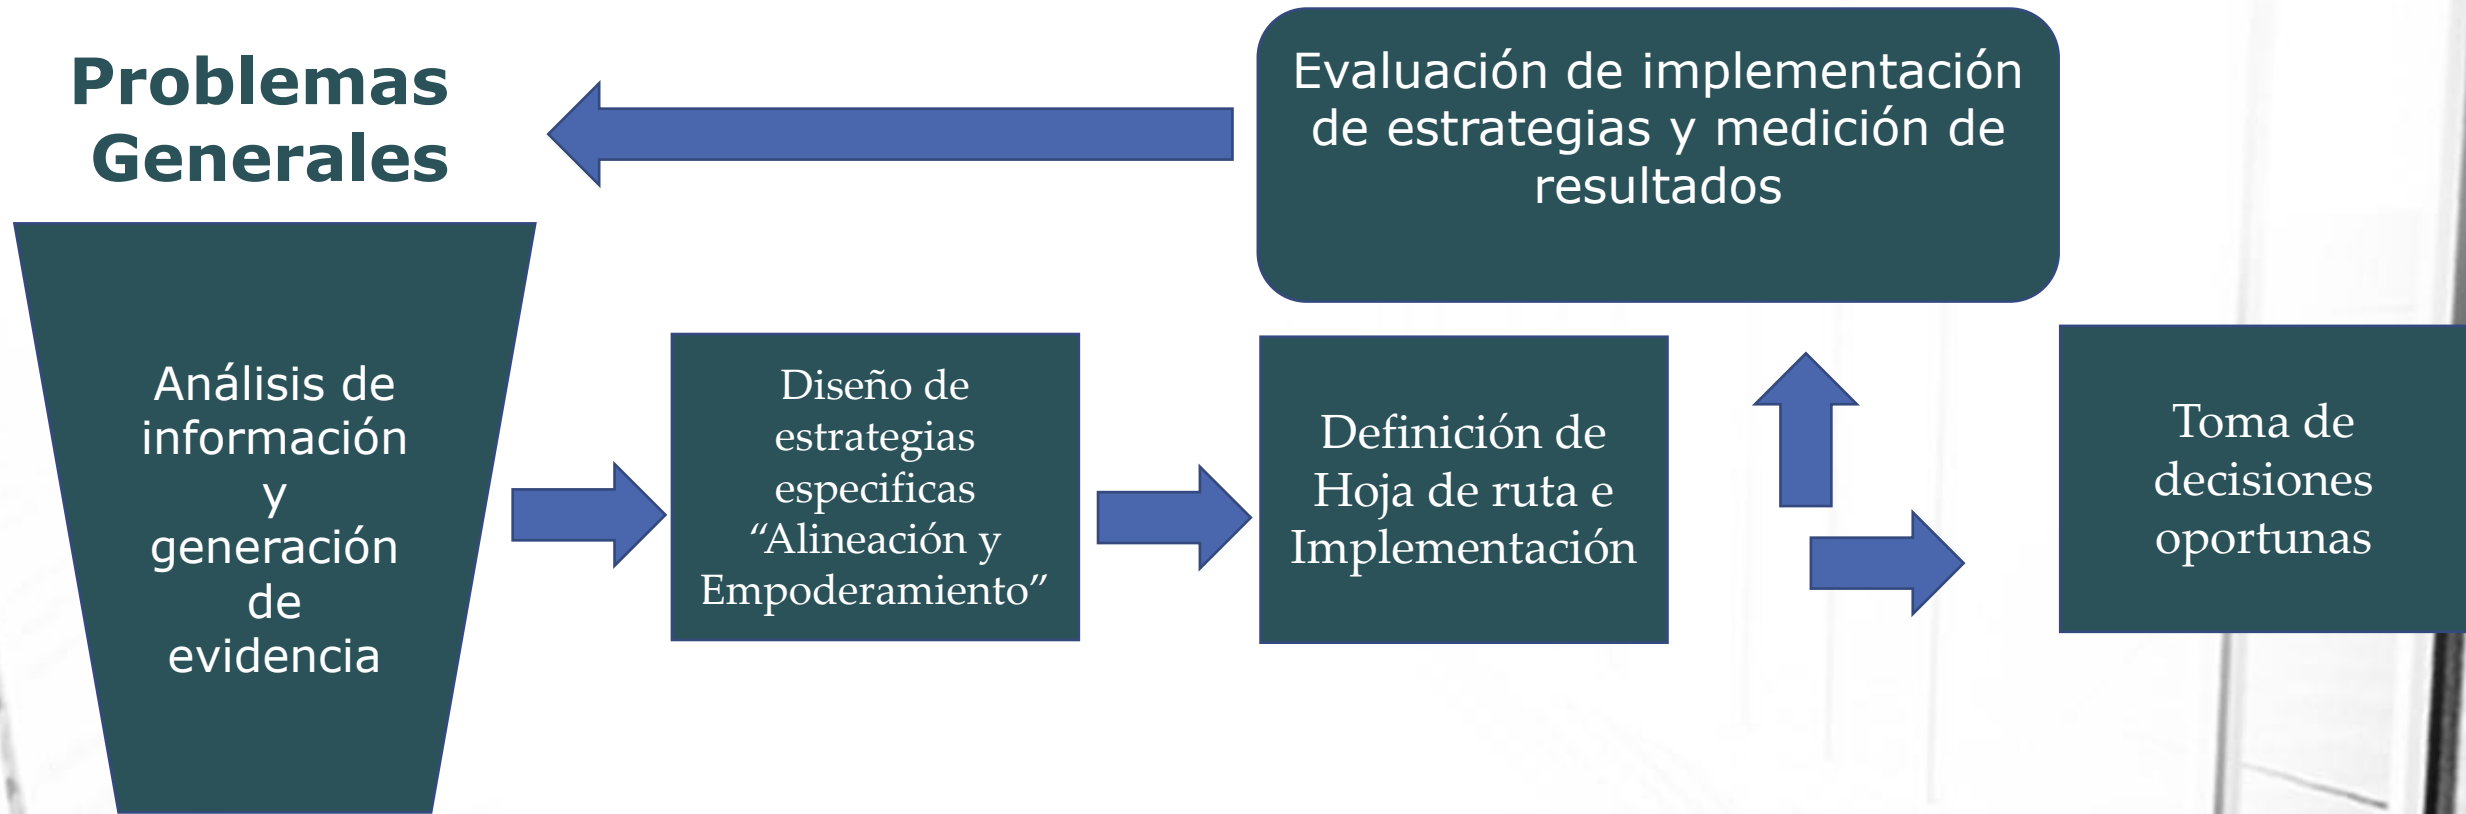 Problemas
Generales
Evaluación de implementación
de estrategias y medición de
resultados
Análisis de
información
y
generación
de
evidencia
Diseño de
estrategias
especificas
“Alineación y
Empoderamiento”
Definición de
Hoja de ruta e
Implementación
Toma de
decisiones
oportunas